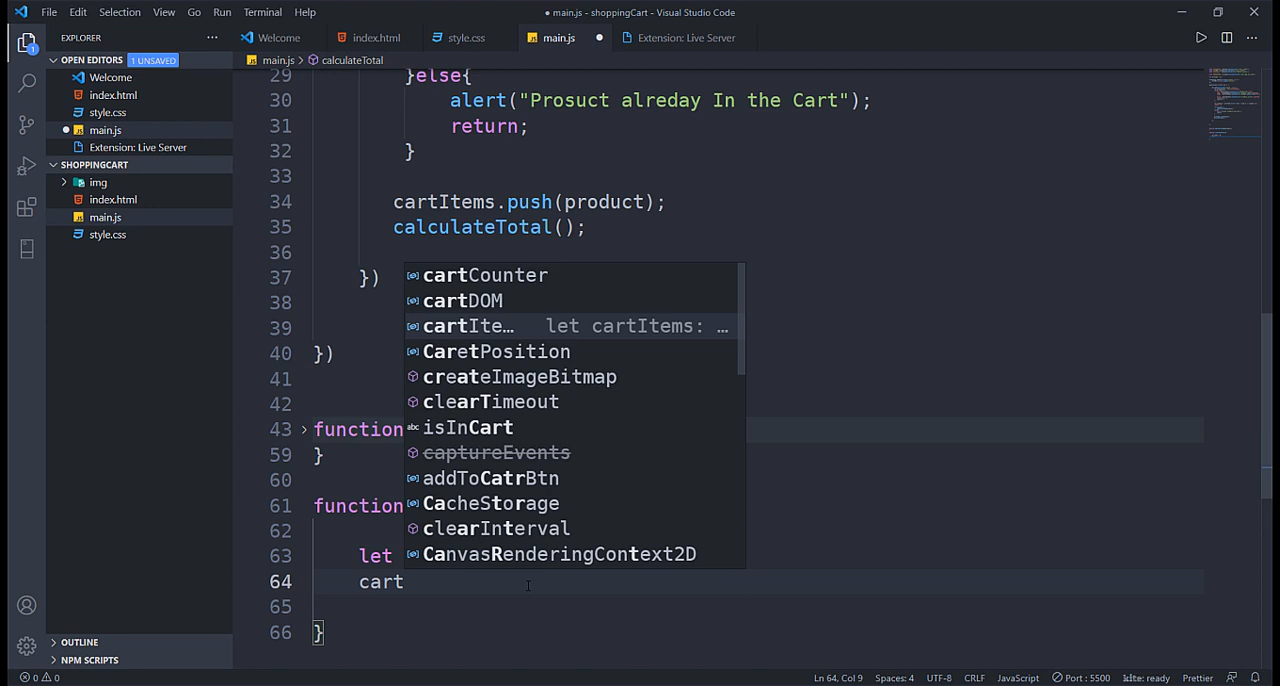 File Edit Selection View Go Run Terminal Help
● main.js - shoppingCart - Visual Studio Code
EXPLORER ...
Welcome index.html style.css main.js Extension: Live Server
1
OPEN EDITORS 1 UNSAVED
Welcome
index.html
style.css
main.js
Extension: Live Server
SHOPPINGCART
img
index.html
main.js
style.css
OUTLINE
NPM SCRIPTS
main.js > calculateTotal
29 }else{
30 alert("Prosuct alreday In the Cart");
31 return;
32 }
33
34 cartItems.push(product);
35 calculateTotal();
36
37 })
38
39
40 })
41
42
43 function
59 }
60
61 function
62
63 let
64 cart
65
66 }
cartCounter
cartDOM
cartIte… let cartItems: …
CaretPosition
createImageBitmap
clearTimeout
abc isInCart
captureEvents
addToCatrBtn
CacheStorage
clearInterval
CanvasRenderingContext2D
0 0 Ln 64, Col 9 Spaces: 4 UTF-8 CRLF JavaScript Port : 5500 kite: ready Prettier